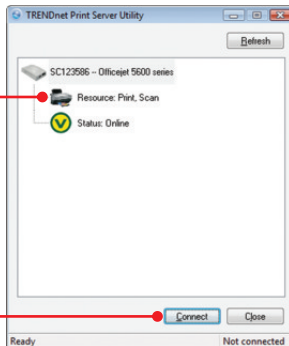 TRENDnet Print Server Utility
Refresh
SC123586 -- Officejet 5600 series
Resource: Print, Scan
Status: Online
Connect Close
Ready Not connected